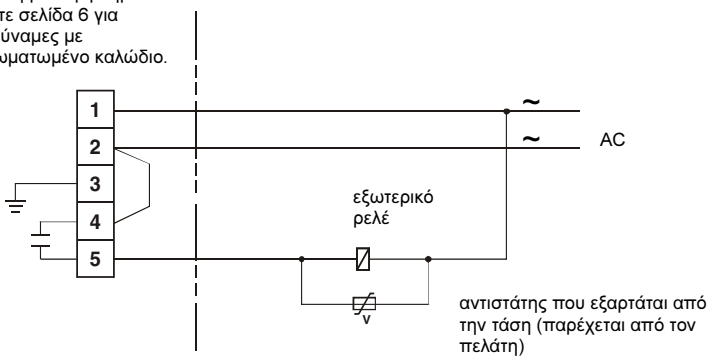 τε σελίδα 6 για
ύναμες με
ωματωμένο καλώδιο.
1
2
3
4
5
~
~
AC
εξωτερικό
ρελέ
V
αντιστάτης που εξαρτάται από
την τάση (παρέχεται από τον
πελάτη)